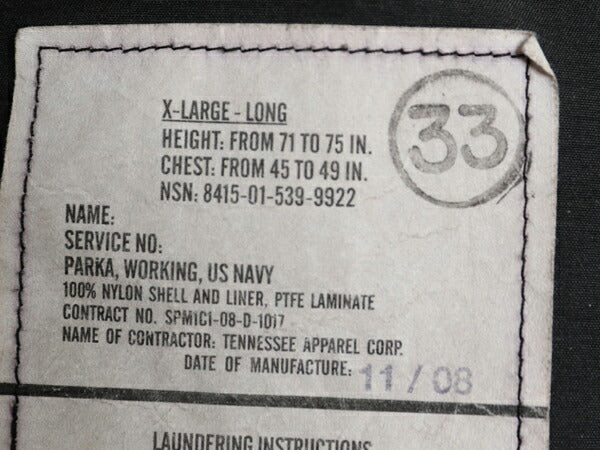 X-LARGE - LONG
33
HEIGHT: FROM 71 TO 75 IN.
CHEST: FROM 45 TO 49 IN.
NSN: 8415-01-539-9922
NAME:
SERVICE NO:
PARKA, WORKING, US NAVY
100% NYLON SHELL AND LINER, PTFE LAMINATE
CONTRACT NO. SPM1C1-08-D-1017
NAME OF CONTRACTOR: TENNESSEE APPAREL CORP.
DATE OF MANUFACTURE: 11/08
LAUNDERING INSTRUCTIONS